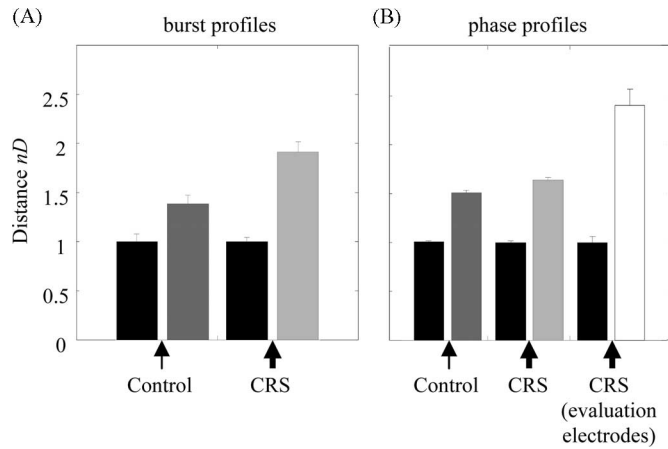 (A)
burst profiles
(B)
phase profiles
Distance nD
2.5
2
1.5
1
0.5
0
Control
CRS
Control
CRS
CRS
(evaluation
electrodes)